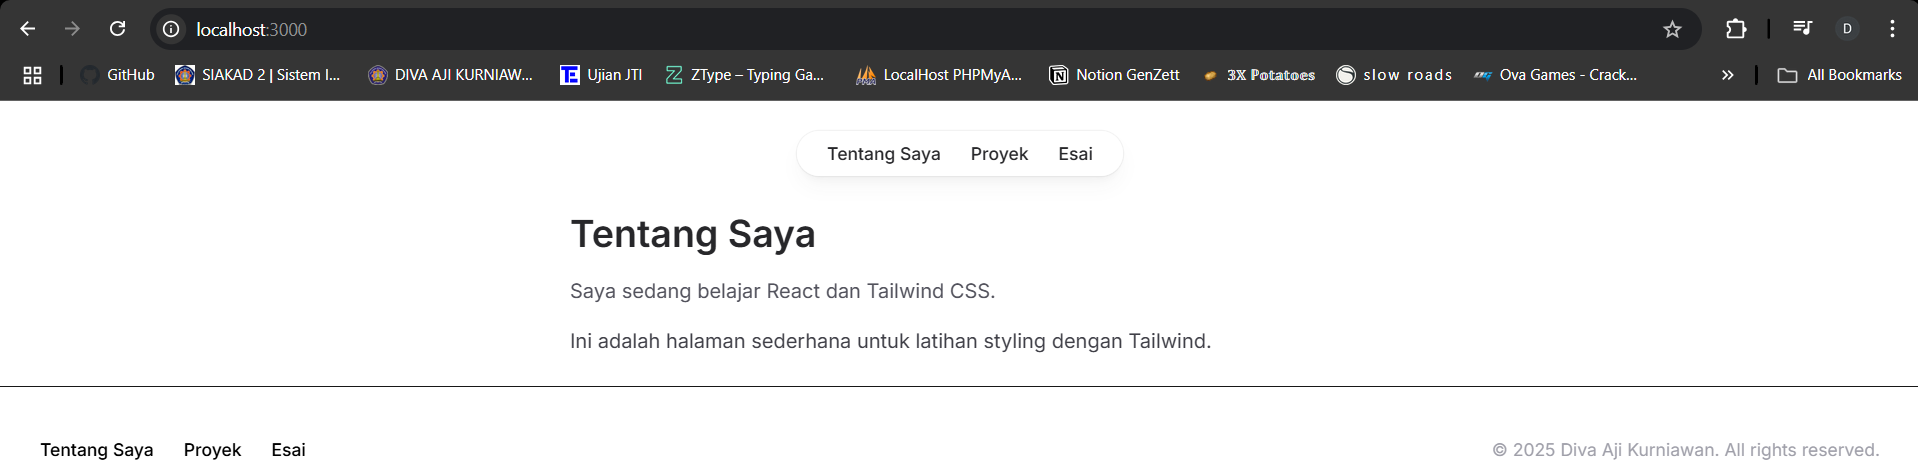 localhost:3000
D
GitHub SIAKAD 2 | Sistem I... DIVA AJI KURNIAW... Ujian JTI ZType – Typing Ga... LocalHost PHPMyA... Notion GenZett 3X Potatoes slow roads Ova Games - Crack... » All Bookmarks
Tentang Saya Proyek Esai
Tentang Saya
Saya sedang belajar React dan Tailwind CSS.
Ini adalah halaman sederhana untuk latihan styling dengan Tailwind.
Tentang Saya Proyek Esai © 2025 Diva Aji Kurniawan. All rights reserved.